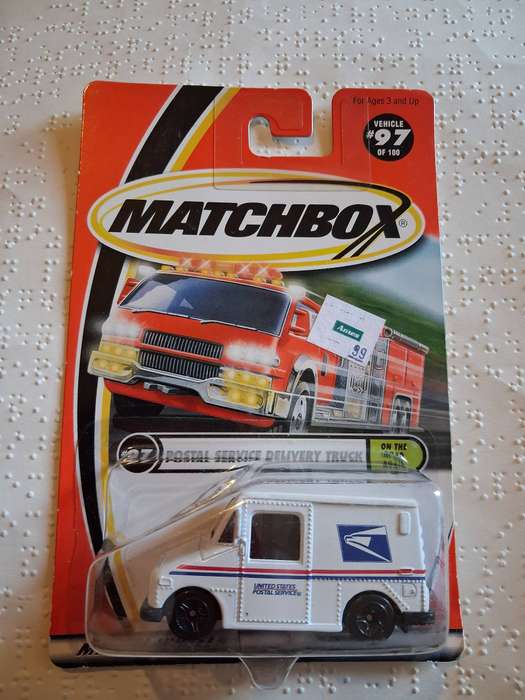 For Ages 3 and Up
VEHICLE
#97
OF 100
MATCHBOX®
Ames
99
#97 POSTAL SERVICE DELIVERY TRUCK
ON THE
ROAD
UNITED STATES
POSTAL SERVICE